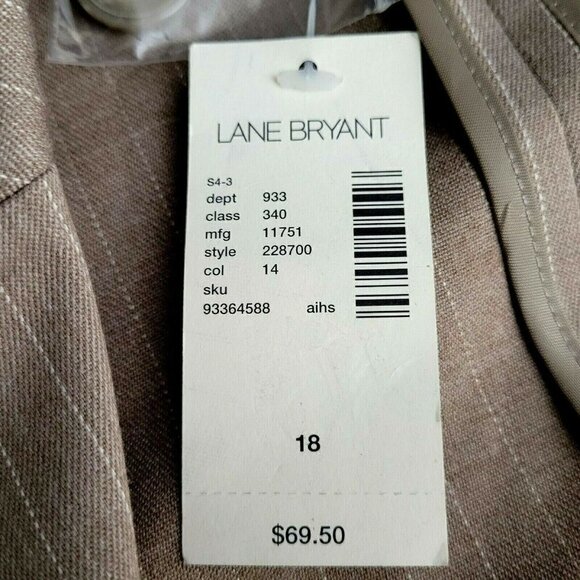 LANE BRYANT
S4-3
dept 933
class 340
mfg 11751
style 228700
col 14
sku
93364588 aihs
18
$69.50